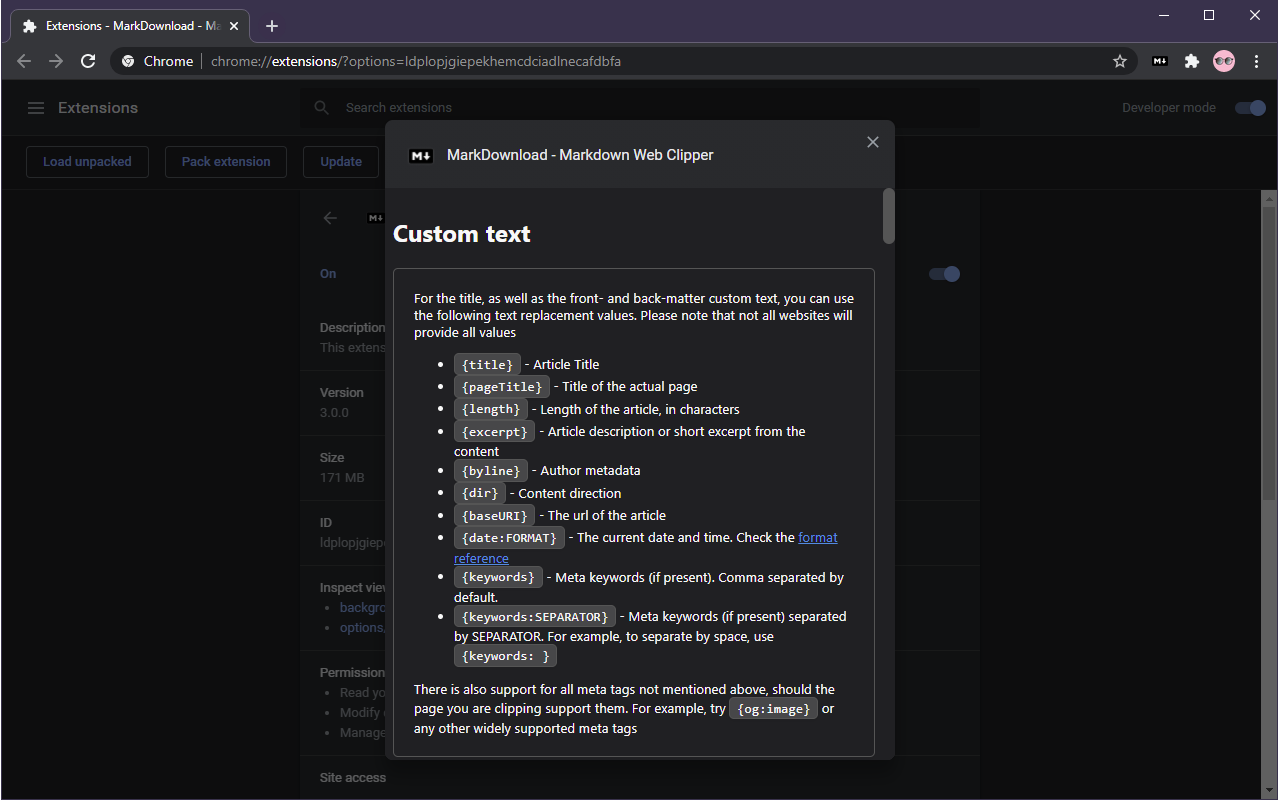 Extensions - MarkDownload - Ma
Chrome
chrome://extensions/?options=ldplopjgiepekhemcdciadlnecafdbfa
M↓
Extensions
Search extensions
Developer mode
Load unpacked
Pack extension
Update
M↓
MarkDownload - Markdown Web Clipper
M↓
On
Description
This extens
Version
3.0.0
Size
171 MB
ID
ldplopjgiep
Inspect view
backgro
options.
Permission
Read yo
Modify
Manage
Site access
Custom text
For the title, as well as the front- and back-matter custom text, you can use
the following text replacement values. Please note that not all websites will
provide all values
• {title} - Article Title
• {pageTitle} - Title of the actual page
• {length} - Length of the article, in characters
• {excerpt} - Article description or short excerpt from the
content
• {byline} - Author metadata
• {dir} - Content direction
• {baseURI} - The url of the article
• {date:FORMAT} - The current date and time. Check the format
reference
• {keywords} - Meta keywords (if present). Comma separated by
default.
• {keywords:SEPARATOR} - Meta keywords (if present) separated
by SEPARATOR. For example, to separate by space, use
{keywords: }
There is also support for all meta tags not mentioned above, should the
page you are clipping support them. For example, try {og:image} or
any other widely supported meta tags